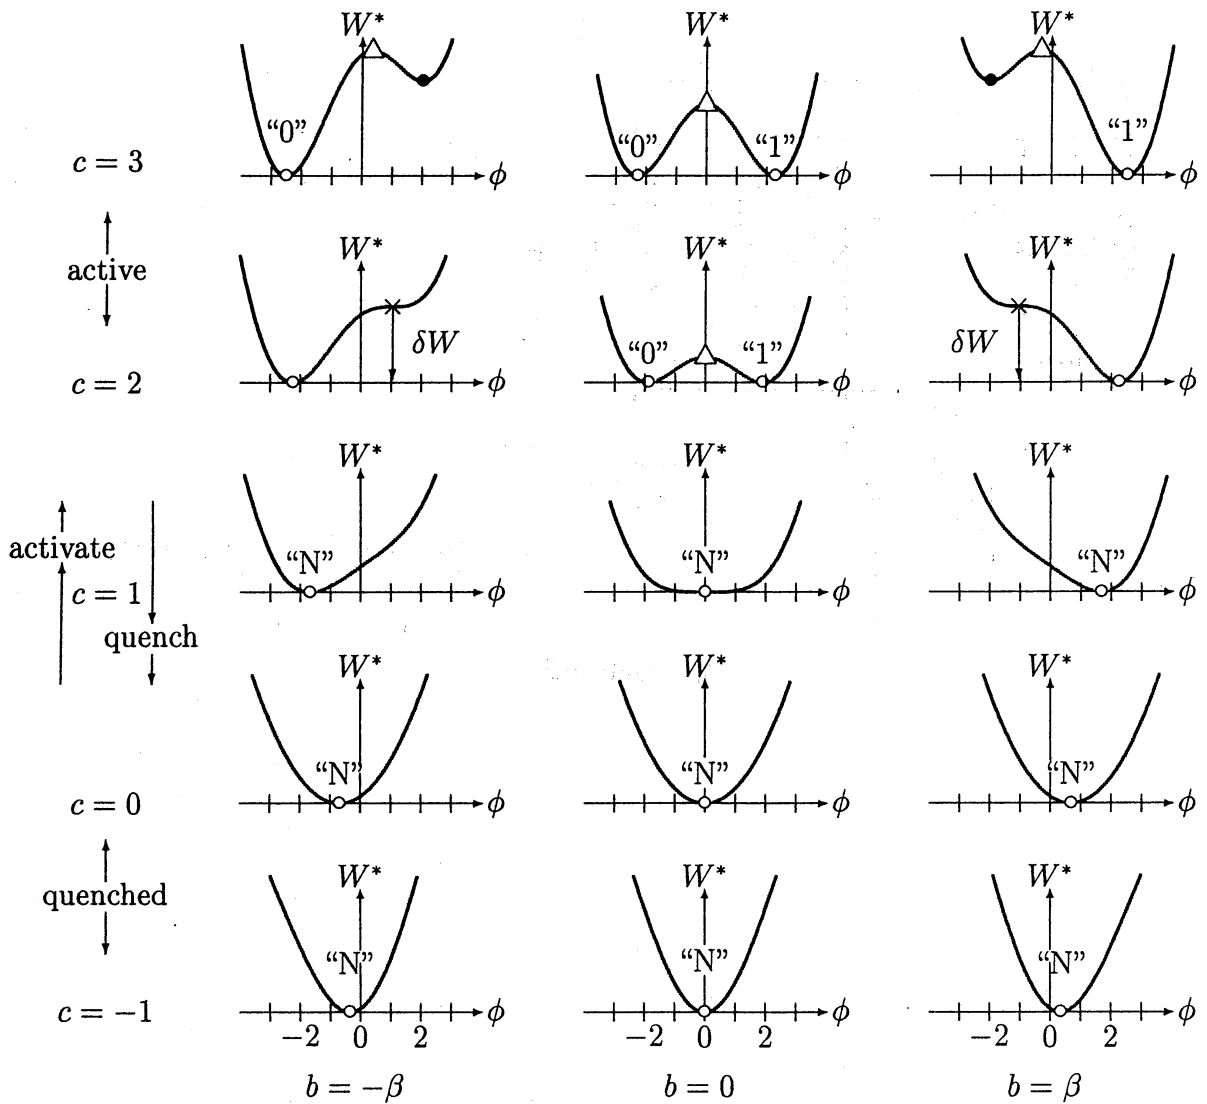 W* W* W*
“0” “0” “1” “1”
c = 3 ϕ ϕ ϕ
active
W* W* W*
δW “0” “1” δW
c = 2 ϕ ϕ ϕ
W* W* W*
activate “N” “N” “N”
c = 1 ϕ ϕ ϕ
quench
W* W* W*
“N” “N” “N”
c = 0 ϕ ϕ ϕ
quenched
W* W* W*
“N” “N” “N”
c = −1 ϕ ϕ ϕ
−2 0 2 −2 0 2 −2 0 2
b = −β b = 0 b = β